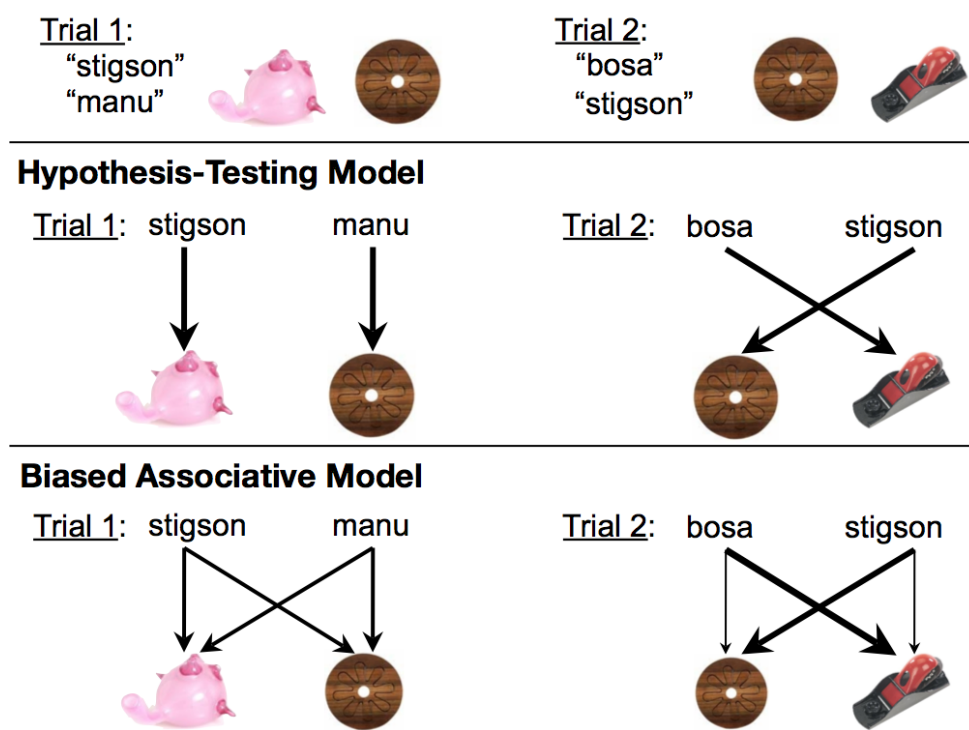 Trial 1:
“stigson”
“manu”
Trial 2:
“bosa”
“stigson”
Hypothesis-Testing Model
Trial 1: stigson manu
Trial 2: bosa stigson
Biased Associative Model
Trial 1: stigson manu
Trial 2: bosa stigson